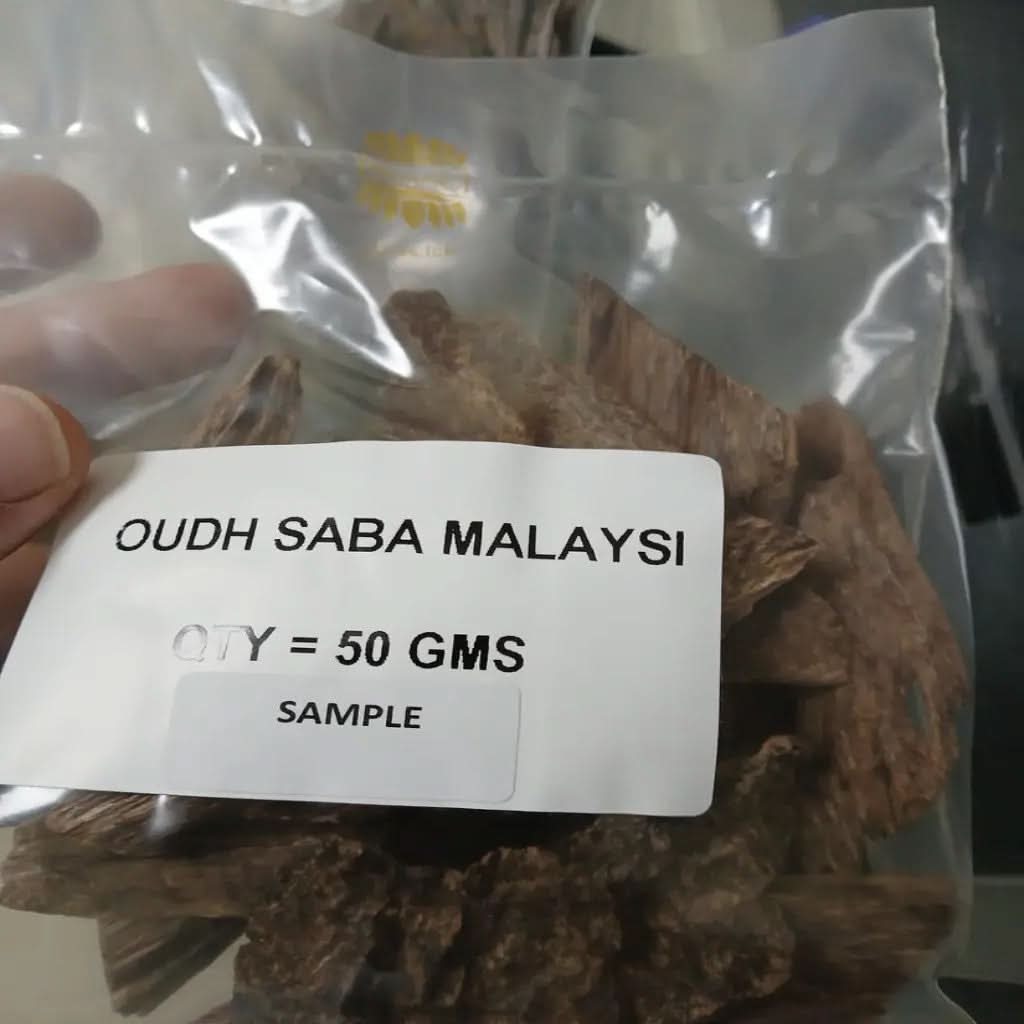 OUDH SABA MALAYSI
QTY = 50 GMS
SAMPLE